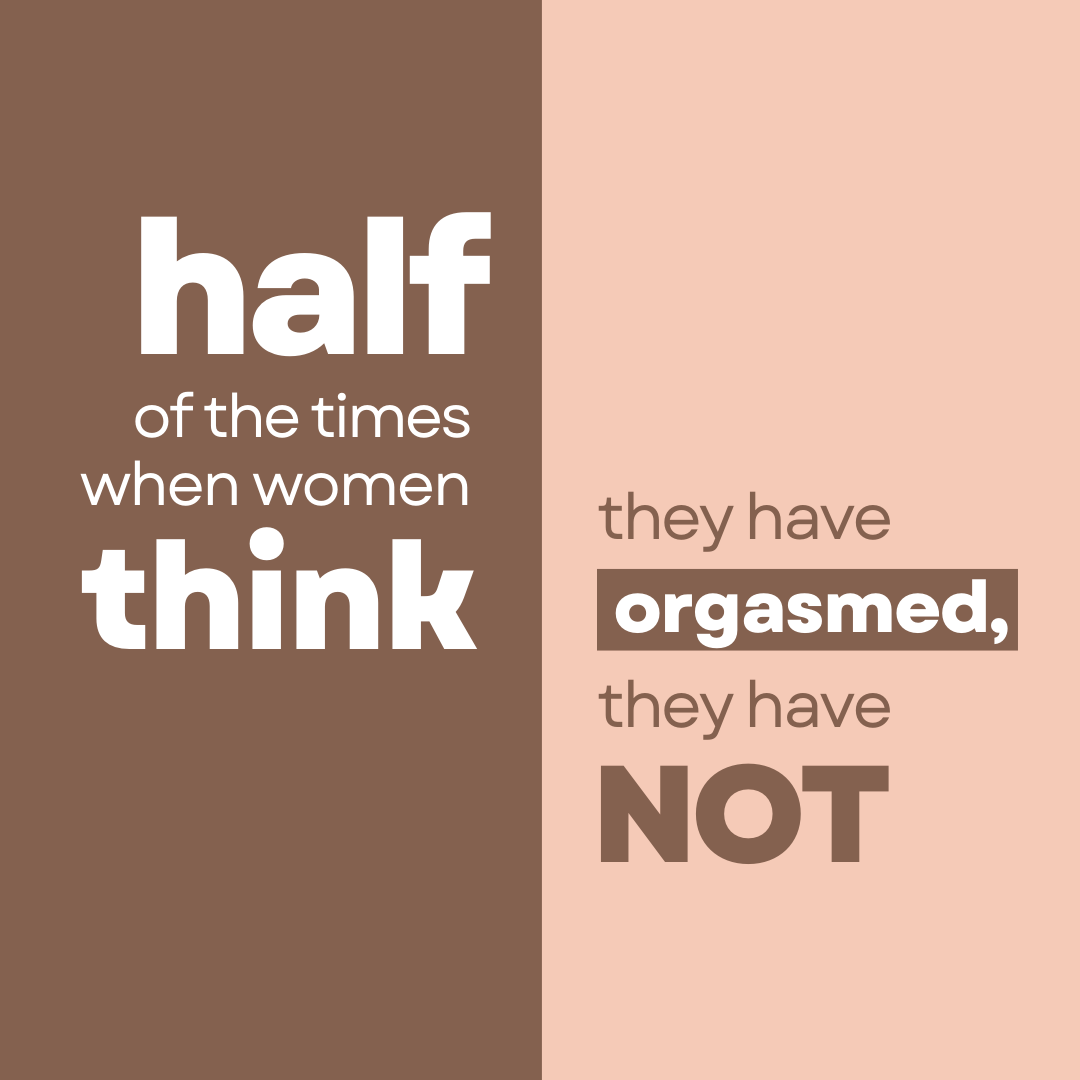 half
of the times
when women
think
they have
orgasmed,
they have
NOT